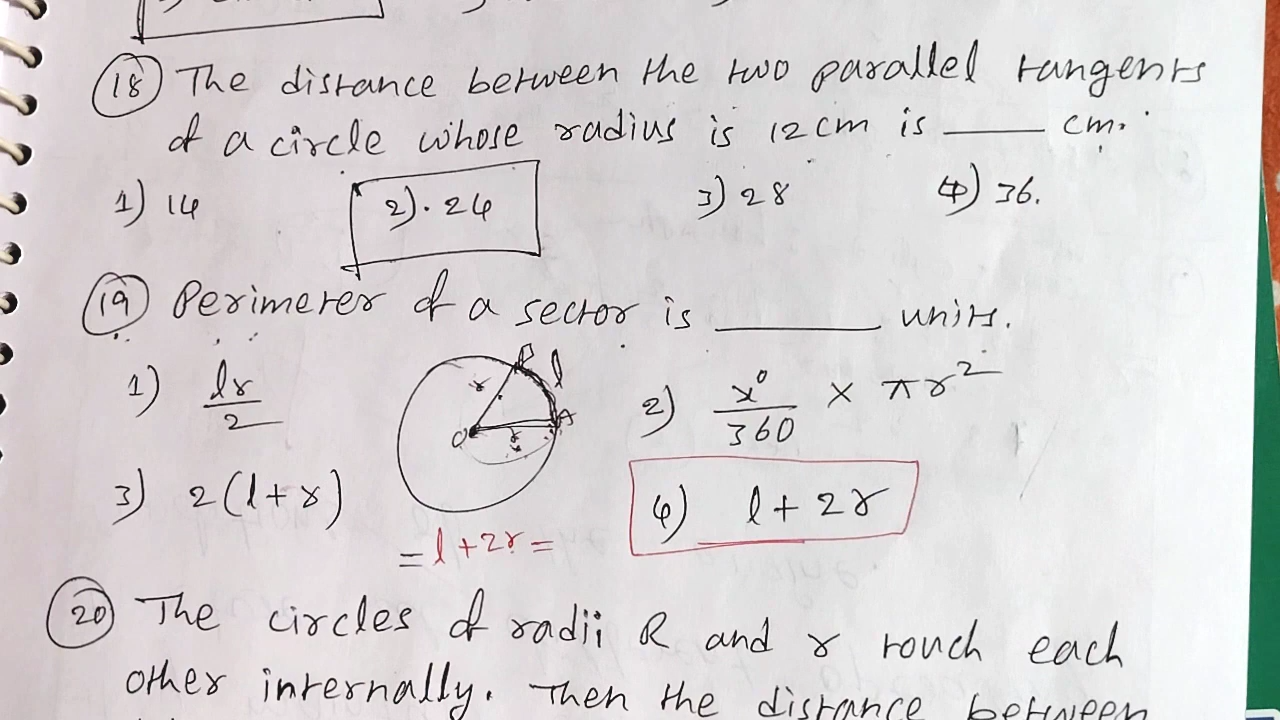 (18) The distance between the two parallel tangents
of a circle whose radius is 12 cm is ____ cm.
1) 14 2). 24 3) 28 4) 36.
(19) Perimeter of a sector is ____ units.
1) lr/2 2) x°/360 × πr²
r l
O r A
3) 2(l+r) 4) l + 2r
= l + 2r =
(20) The circles of radii R and r touch each
other internally. Then the distance between